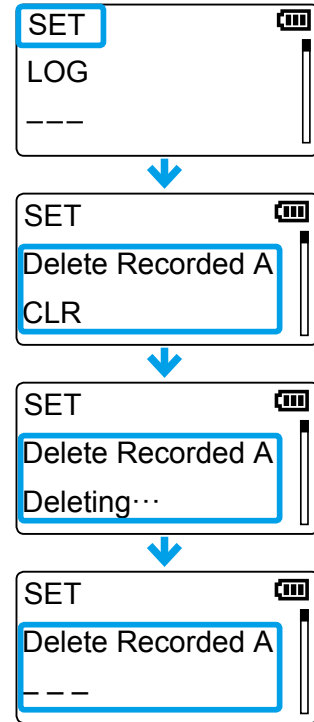 SET
LOG
–––
SET
Delete Recorded A
CLR
SET
Delete Recorded A
Deleting···
SET
Delete Recorded A
– – –